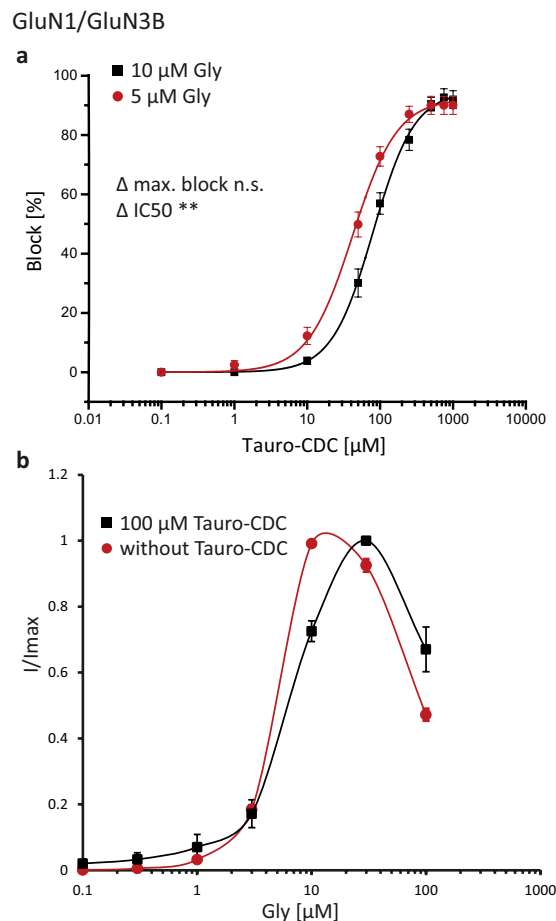 GluN1/GluN3B
a
10 µM Gly
5 µM Gly
Δ max. block n.s.
Δ IC50 **
Block [%]
100
80
60
40
20
0
0.01 0.1 1 10 100 1000 10000
Tauro-CDC [µM]
b
100 µM Tauro-CDC
without Tauro-CDC
I/Imax
1.2
1
0.8
0.6
0.4
0.2
0
0.1 1 10 100 1000
Gly [µM]